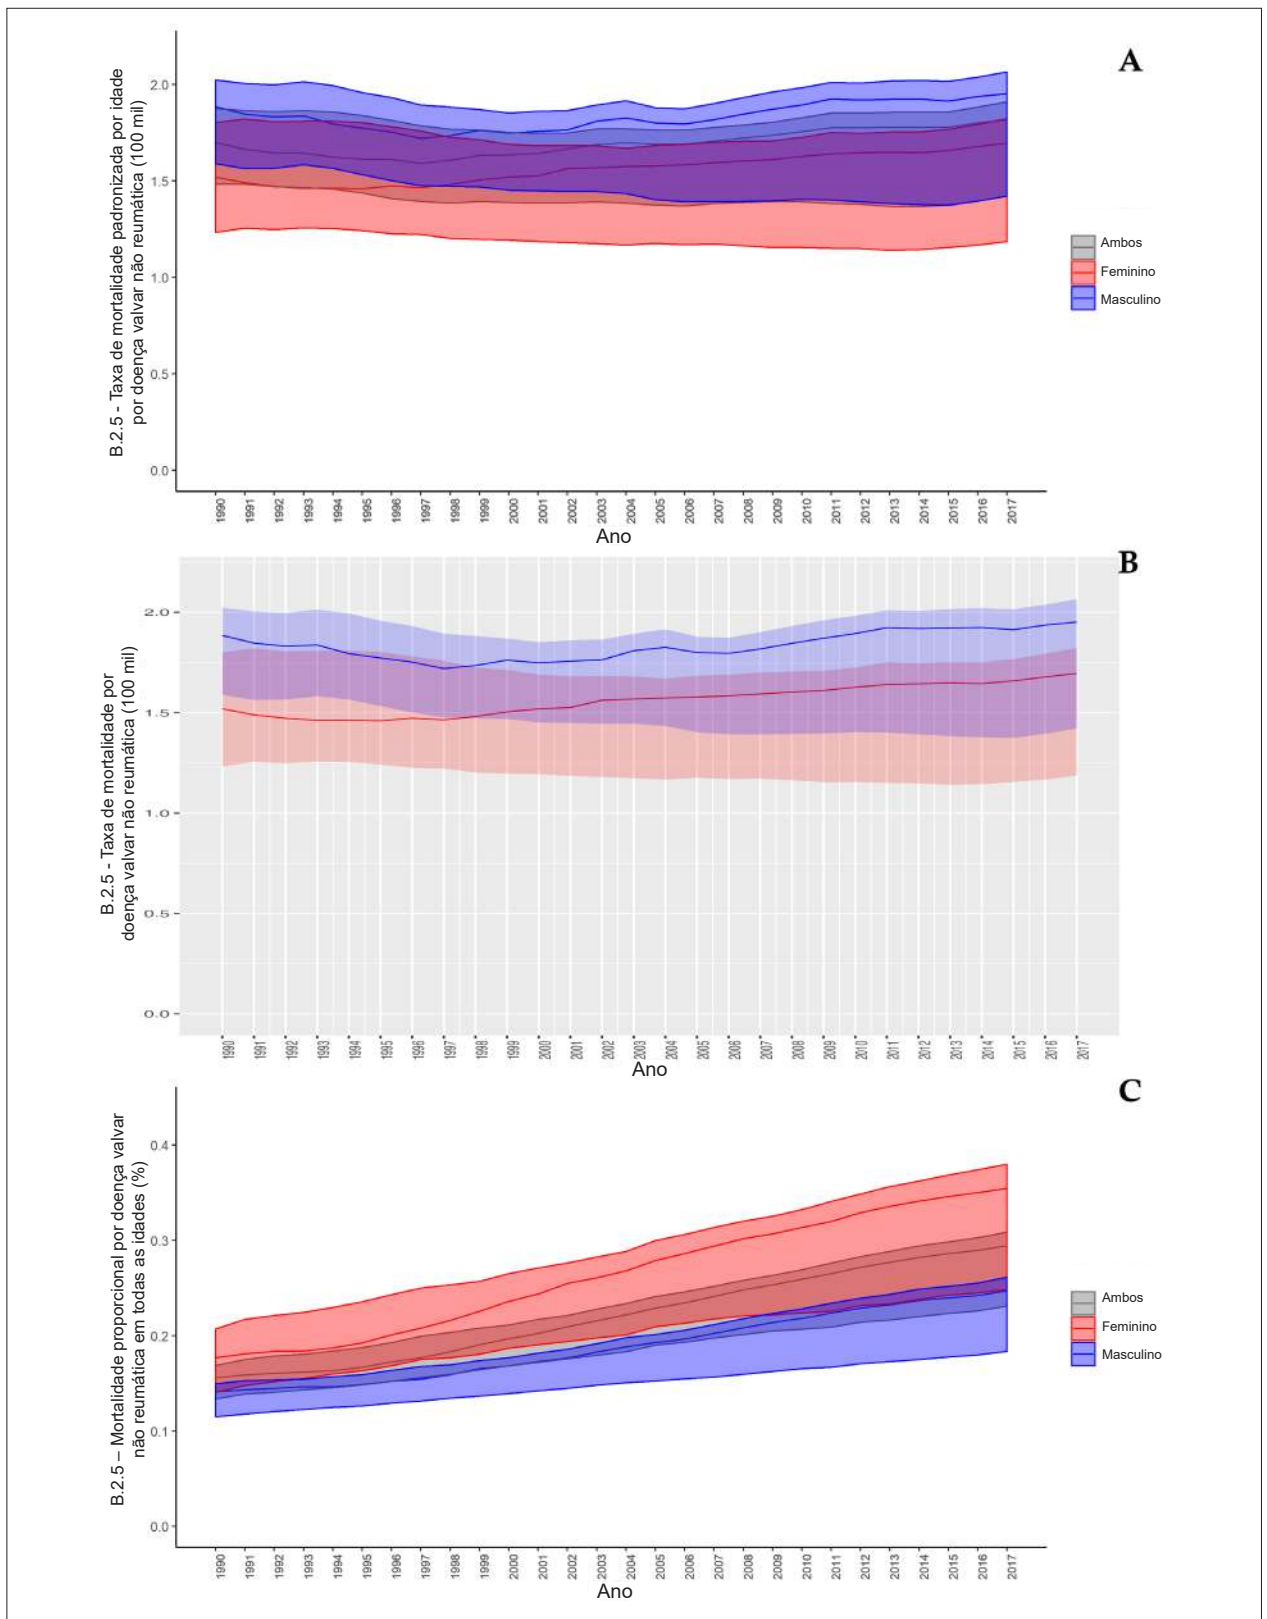 A
B.2.5 - Taxa de mortalidade padronizada por idade
por doença valvar não reumática (100 mil)
2.0
1.5
1.0
0.5
0.0
Ambos
Feminino
Masculino
1990 1991 1992 1993 1994 1995 1996 1997 1998 1999 2000 2001 2002 2003 2004 2005 2006 2007 2008 2009 2010 2011 2012 2013 2014 2015 2016 2017
Ano
B
B.2.5 - Taxa de mortalidade por
doença valvar não reumática (100 mil)
2.0
1.5
1.0
0.5
0.0
1990 1991 1992 1993 1994 1995 1996 1997 1998 1999 2000 2001 2002 2003 2004 2005 2006 2007 2008 2009 2010 2011 2012 2013 2014 2015 2016 2017
Ano
C
B.2.5 – Mortalidade proporcional por doença valvar
não reumática em todas as idades (%)
0.4
0.3
0.2
0.1
0.0
Ambos
Feminino
Masculino
1990 1991 1992 1993 1994 1995 1996 1997 1998 1999 2000 2001 2002 2003 2004 2005 2006 2007 2008 2009 2010 2011 2012 2013 2014 2015 2016 2017
Ano